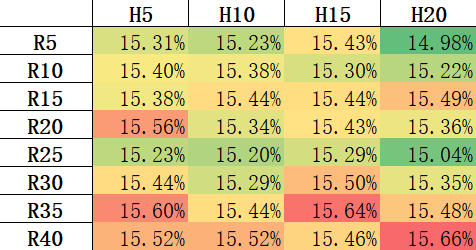 H5 H10 H15 H20
R5 15.31% 15.23% 15.43% 14.98%
R10 15.40% 15.38% 15.30% 15.22%
R15 15.38% 15.44% 15.44% 15.49%
R20 15.56% 15.34% 15.43% 15.36%
R25 15.23% 15.20% 15.29% 15.04%
R30 15.44% 15.29% 15.50% 15.35%
R35 15.60% 15.44% 15.64% 15.48%
R40 15.52% 15.52% 15.46% 15.66%